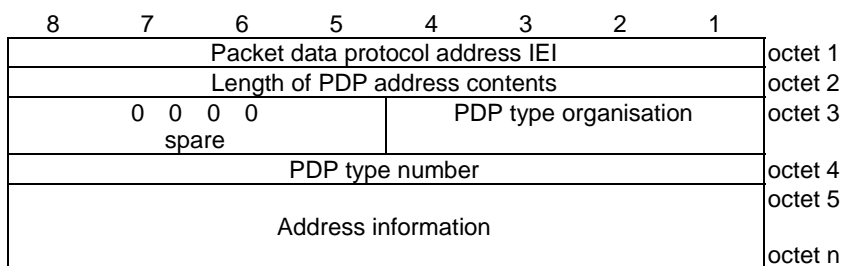 8 7 6 5 4 3 2 1
Packet data protocol address IEI octet 1
Length of PDP address contents octet 2
0 0 0 0 PDP type organisation octet 3
spare
PDP type number octet 4
octet 5
Address information
octet n